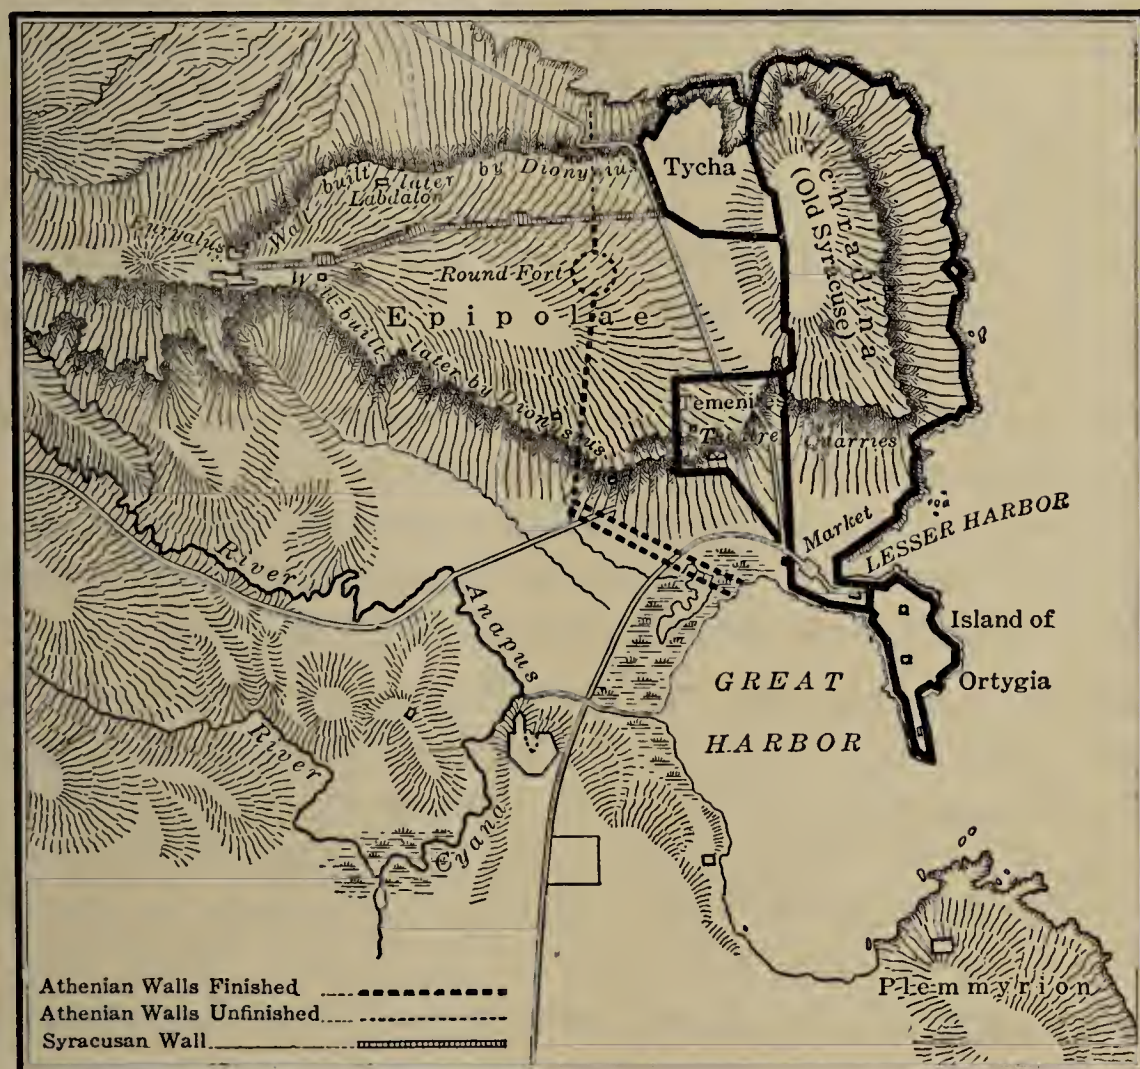 Tycha
Achradina
(Old Syracuse)
built later by Dionysius
Labdalon
Euryalus
Wall
Round Fort
Epipolae
Wall built later by Dionysius
Temenites
Theatre
Quarries
Market
LESSER HARBOR
River
Anapus
Island of
Ortygia
GREAT
HARBOR
River
Cyana
Plemmyrion
Athenian Walls Finished
Athenian Walls Unfinished
Syracusan Wall